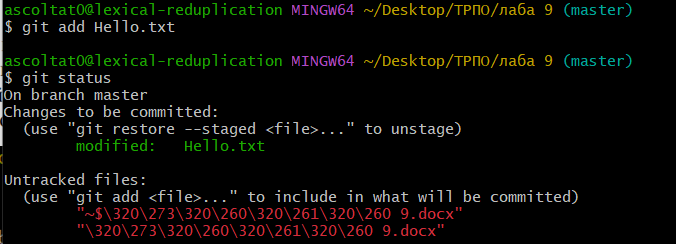 ascoltat0@lexical-reduplication MINGW64 ~/Desktop/ТРПО/лаба 9 (master)
$ git add Hello.txt
ascoltat0@lexical-reduplication MINGW64 ~/Desktop/ТРПО/лаба 9 (master)
$ git status
On branch master
Changes to be committed:
  (use "git restore --staged <file>..." to unstage)
        modified:   Hello.txt
Untracked files:
  (use "git add <file>..." to include in what will be committed)
        "~$\320\273\320\260\320\261\320\260 9.docx"
        "\320\273\320\260\320\261\320\260 9.docx"